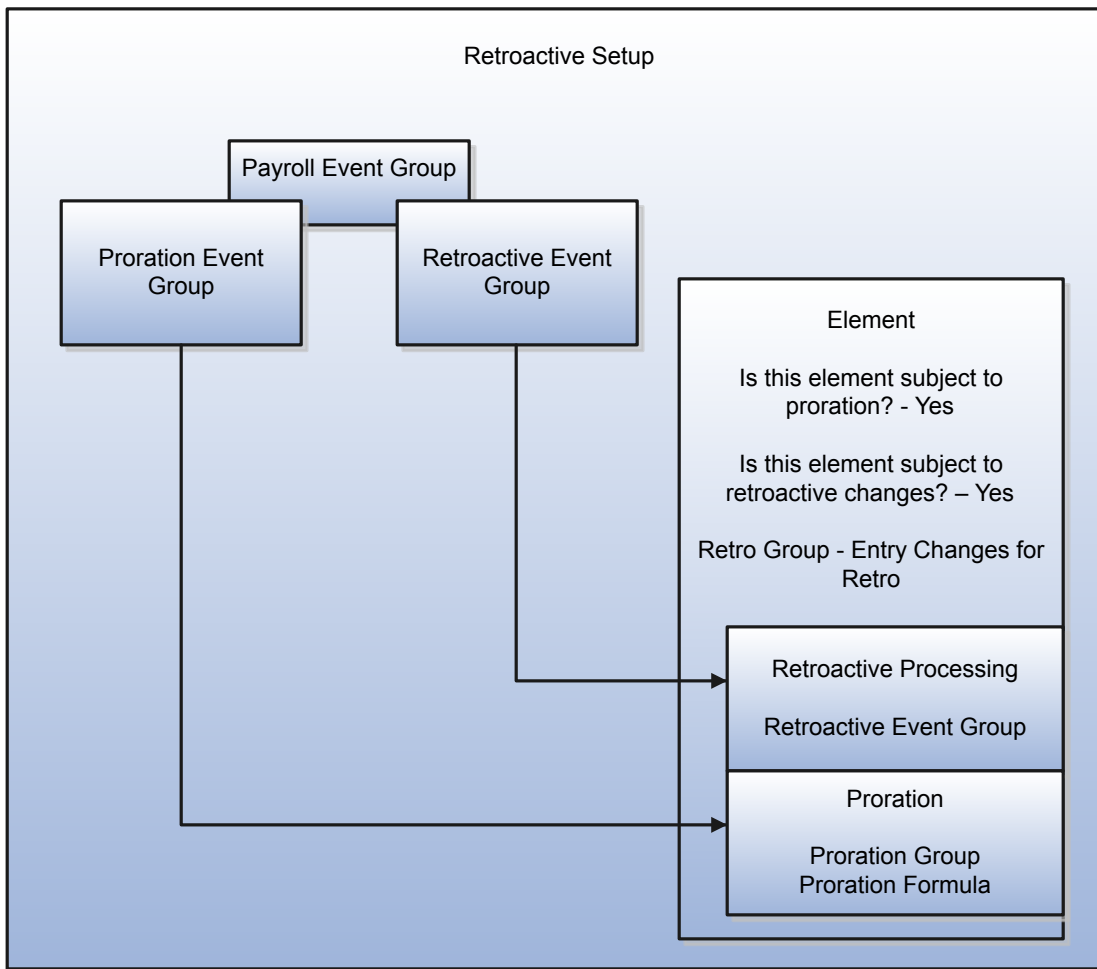 Retroactive Setup
Payroll Event Group
Proration Event
Group
Retroactive Event
Group
Element
Is this element subject to
proration? - Yes
Is this element subject to
retroactive changes? – Yes
Retro Group - Entry Changes for
Retro
Retroactive Processing
Retroactive Event Group
Proration
Proration Group
Proration Formula